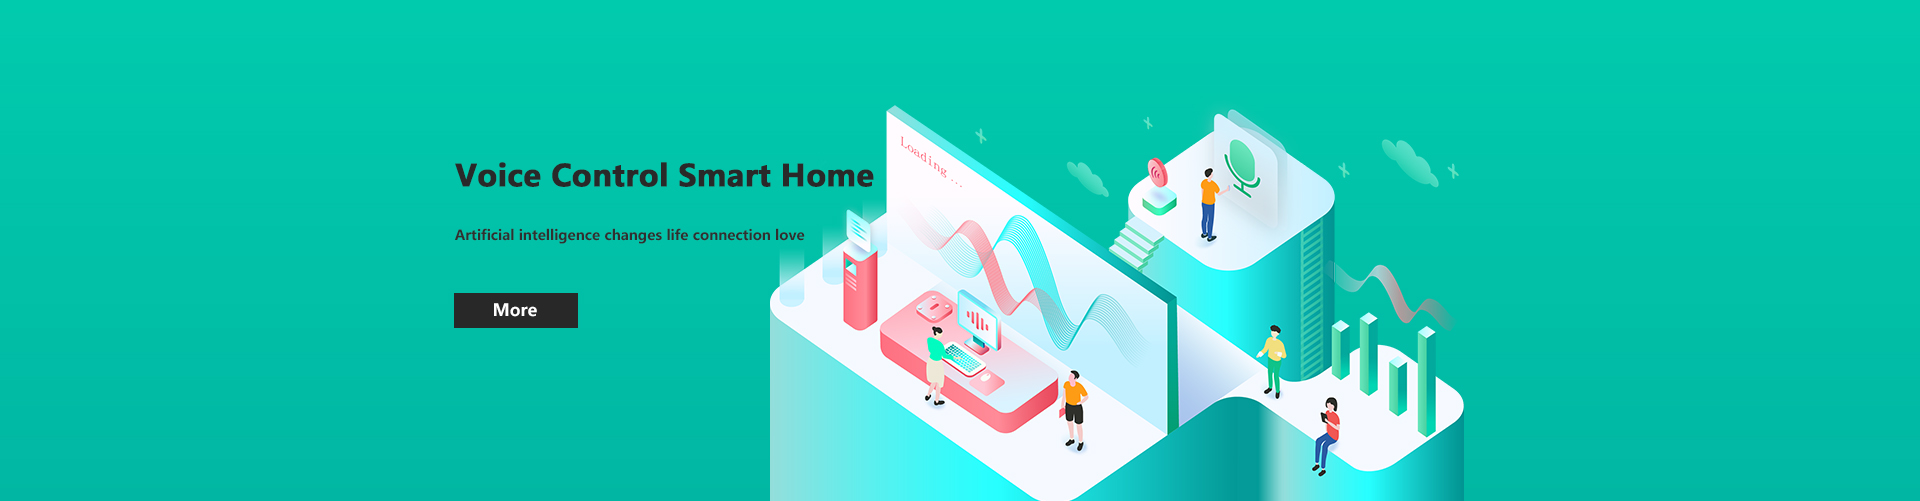 Voice Control Smart Home
Artificial intelligence changes life connection love
More
Loading ...